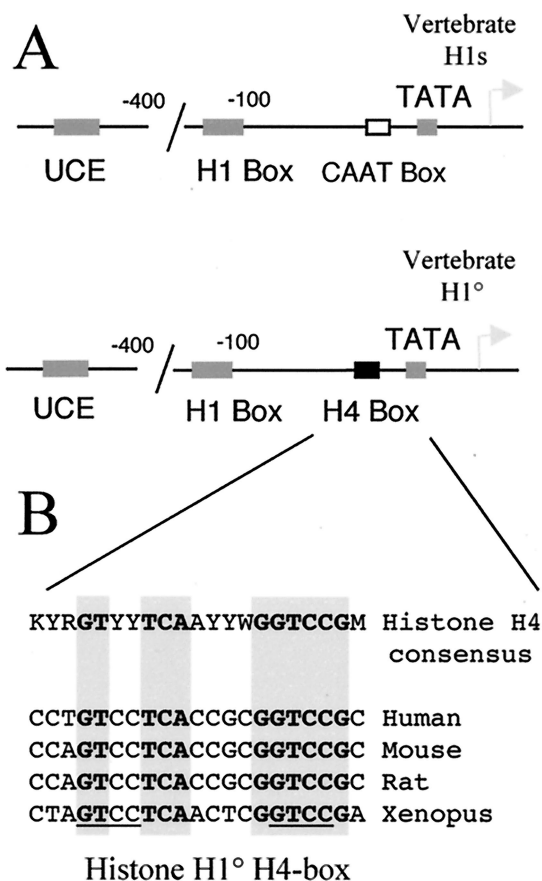 A
Vertebrate
H1s
-400
-100
TATA
UCE
H1 Box
CAAT Box
Vertebrate
H1°
-400
-100
TATA
UCE
H1 Box
H4 Box
B
KYRGTYYTCAAYYWGGTCCGM Histone H4
consensus
CCTGTCCTCACCGCGGTCCGC Human
CCAGTCCTCACCGCGGTCCGC Mouse
CCAGTCCTCACCGCGGTCCGC Rat
CTAGTCCTCAACTCGGTCCGA Xenopus
Histone H1° H4-box